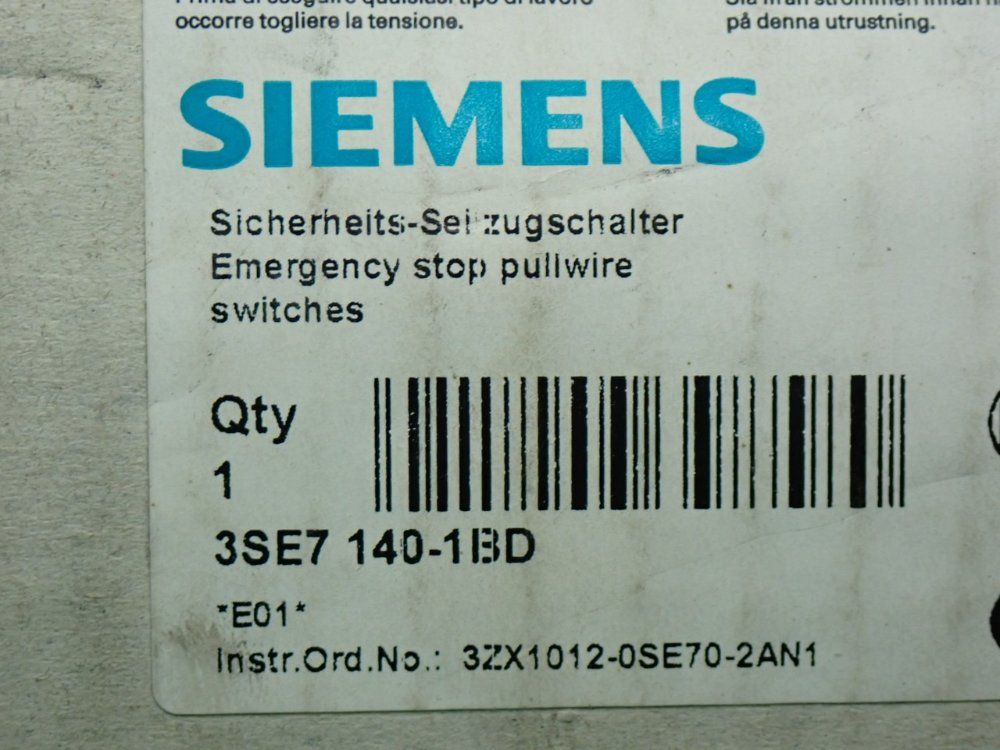 occorre togliere la tensione.
på denna utrustning.
SIEMENS
Sicherheits-Seilzugschalter
Emergency stop pullwire
switches
Qty
1
3SE7 140-1BD
*E01*
Instr.Ord.No.: 3ZX1012-0SE70-2AN1